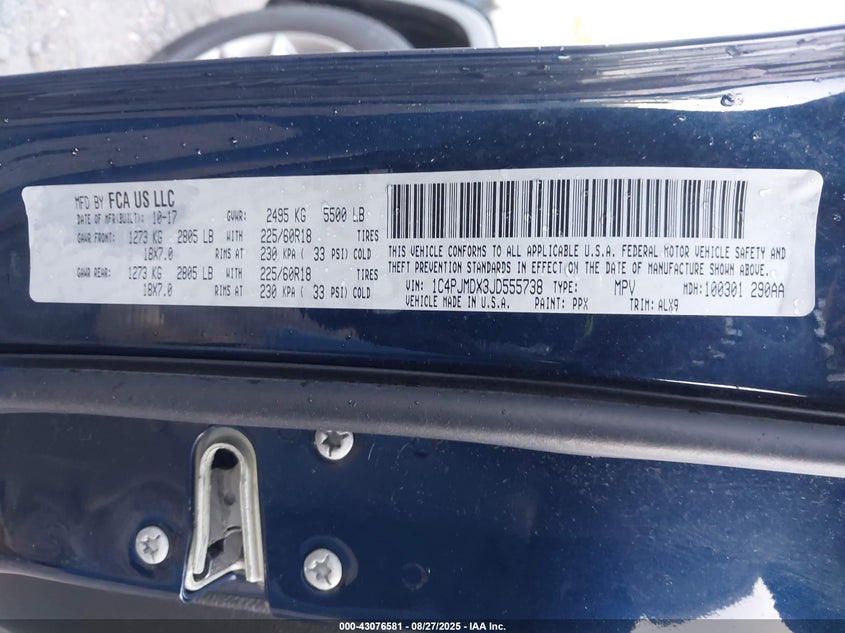 MFD BY FCA US LLC
DATE OF MFR(BUILT): 10-17 GVWR: 2495 KG 5500 LB
GAWR FRONT: 1273 KG 2805 LB WITH 225/60R18 TIRES
18X7.0 RIMS AT 230 KPA ( 33 PSI) COLD
GAWR REAR: 1273 KG 2805 LB WITH 225/60R18 TIRES
18X7.0 RIMS AT 230 KPA ( 33 PSI) COLD
THIS VEHICLE CONFORMS TO ALL APPLICABLE U.S.A. FEDERAL MOTOR VEHICLE SAFETY AND
THEFT PREVENTION STANDARDS IN EFFECT ON THE DATE OF MANUFACTURE SHOWN ABOVE.
VIN: 1C4PJMDX3JD555738 TYPE: MPV MDH:100301 290AA
VEHICLE MADE IN U.S.A. PAINT: PPX TRIM: ALX9
000-43076581 - 08/27/2025 - IAA Inc.